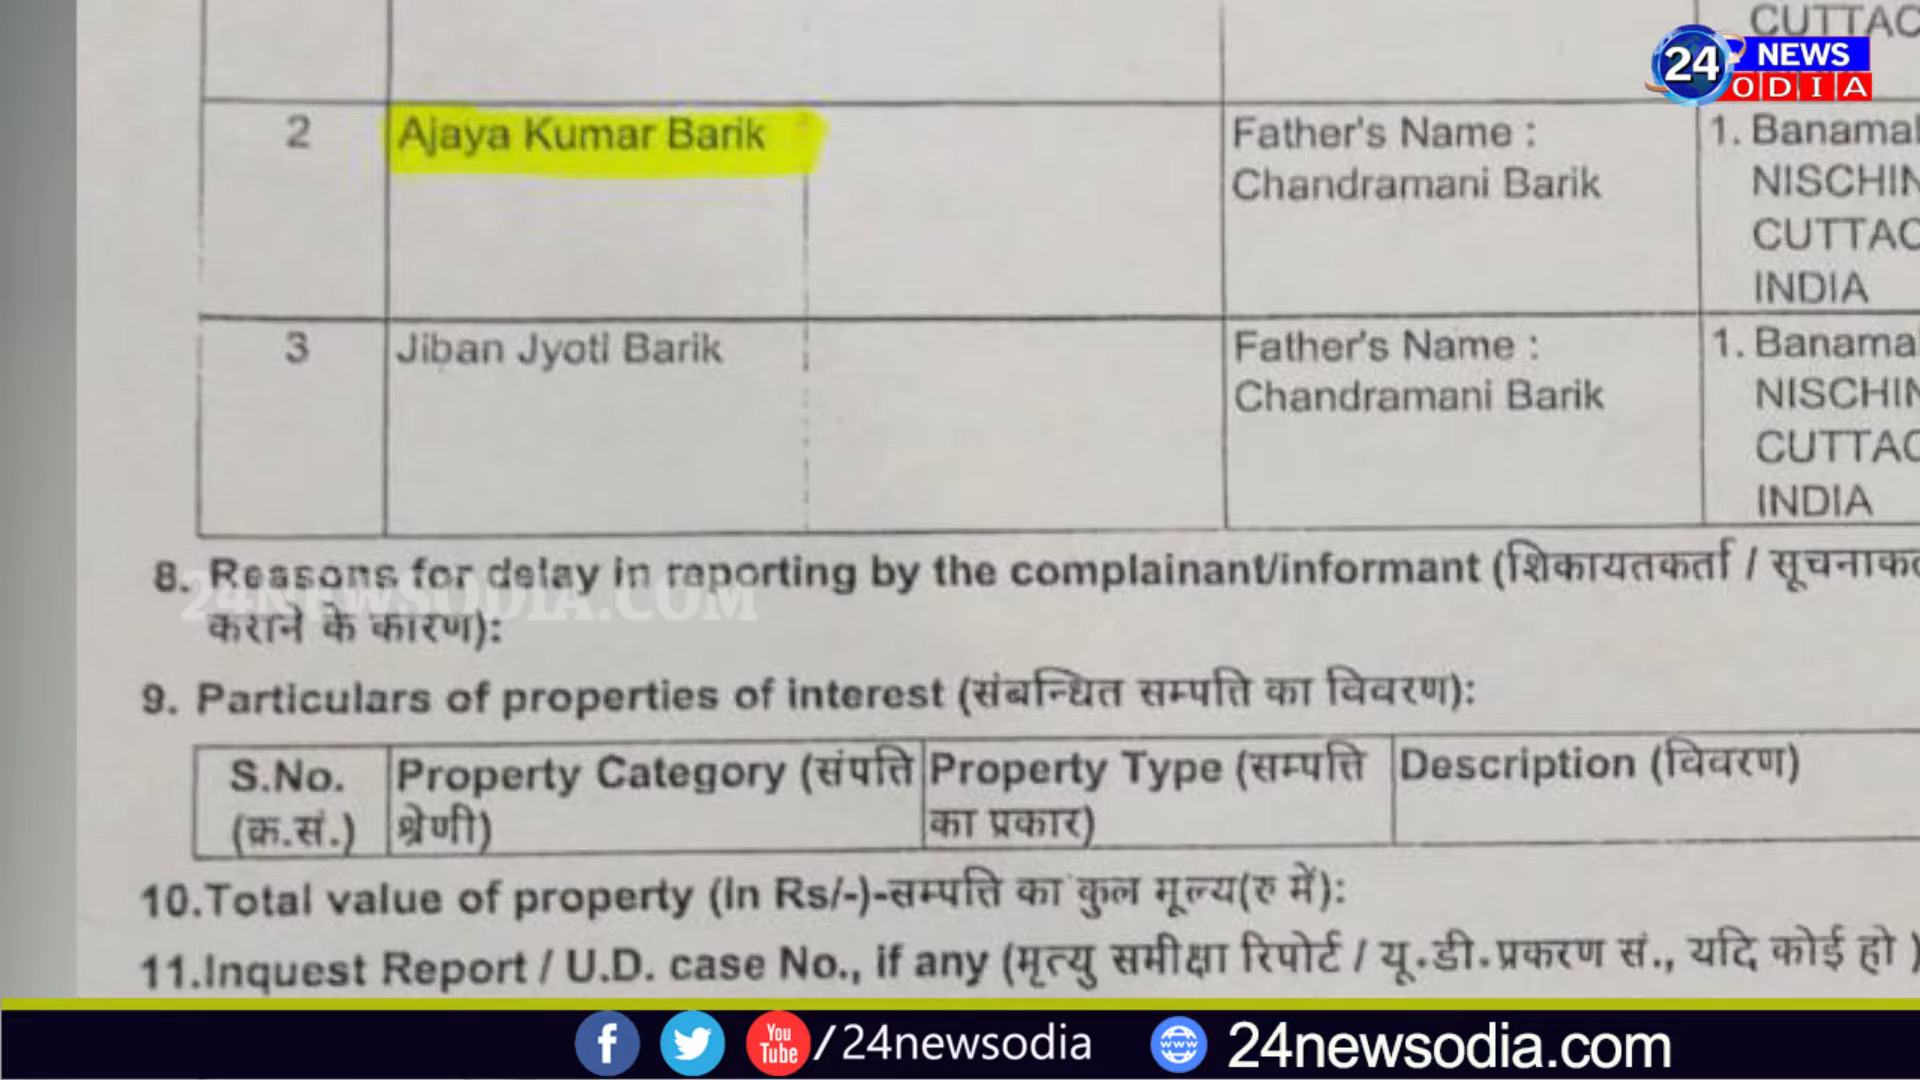 CUTTAC
24 NEWS
ODIA
2 Ajaya Kumar Barik Father's Name : 1. Banamal
Chandramani Barik NISCHIN
CUTTAC
INDIA
3 Jiban Jyoti Barik Father's Name : 1. Banamal
Chandramani Barik NISCHIN
CUTTAC
INDIA
8. Reasons for delay in reporting by the complainant/informant (शिकायतकर्ता / सूचनाकर्ता
24NEWSODIA.COM
कराने के कारण):
9. Particulars of properties of interest (संबन्धित सम्पति का विवरण):
S.No. Property Category (संपत्ति Property Type (सम्पत्ति Description (विवरण)
(क्र.सं.) श्रेणी) का प्रकार)
10.Total value of property (In Rs/-)-सम्पत्ति का कुल मूल्य(रु में):
11.Inquest Report / U.D. case No., if any (मृत्यु समीक्षा रिपोर्ट / यू.डी.प्रकरण सं., यदि कोई हो )
f You Tube /24newsodia www 24newsodia.com